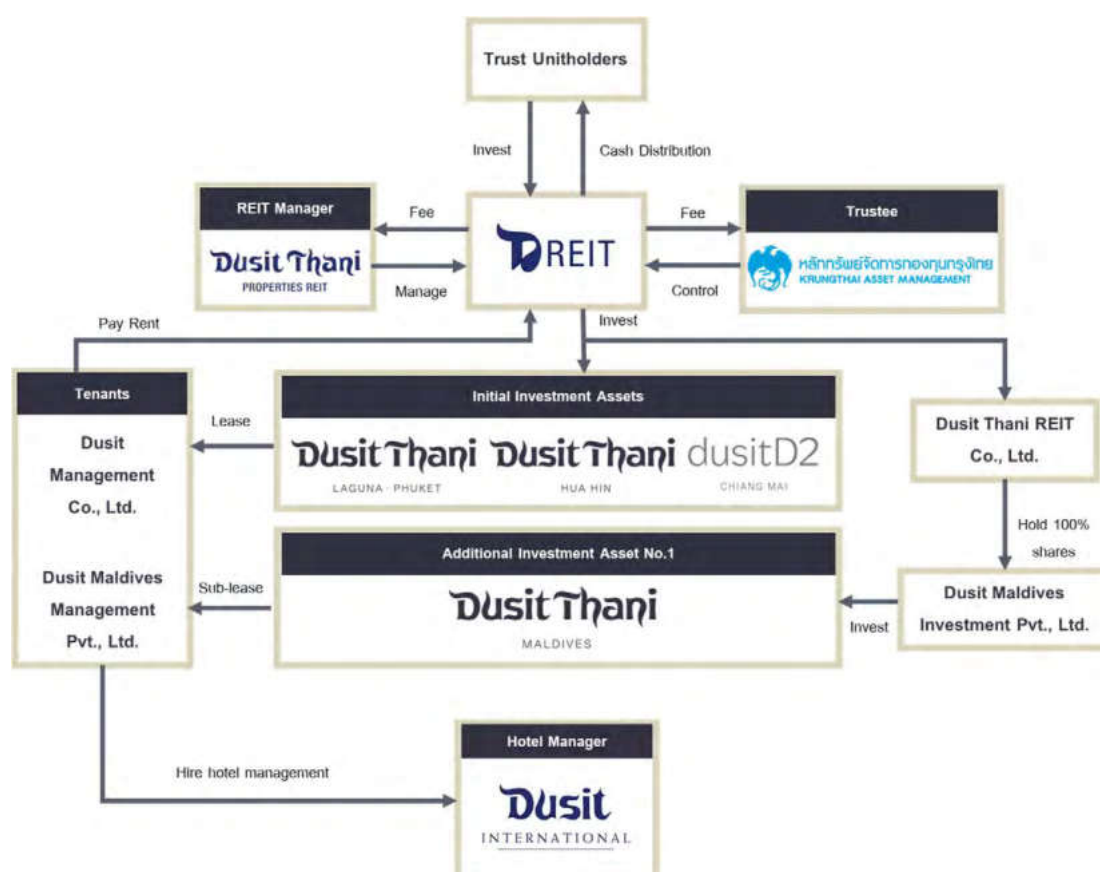 Trust Unitholders
Invest
Cash Distribution
REIT Manager
Dusit Thani
PROPERTIES REIT
Fee
Manage
DREIT
Fee
Control
Trustee
หลักทรัพย์จัดการกองทุนกรุงไทย
KRUNGTHAI ASSET MANAGEMENT
Pay Rent
Invest
Tenants
Dusit
Management
Co., Ltd.
Dusit Maldives
Management
Pvt., Ltd.
Lease
Initial Investment Assets
Dusit Thani
LAGUNA - PHUKET
Dusit Thani
HUA HIN
dusitD2
CHIANG MAI
Dusit Thani REIT
Co., Ltd.
Hold 100%
shares
Sub-lease
Additional Investment Asset No.1
Dusit Thani
MALDIVES
Invest
Dusit Maldives
Investment Pvt., Ltd.
Hire hotel management
Hotel Manager
Dusit
INTERNATIONAL